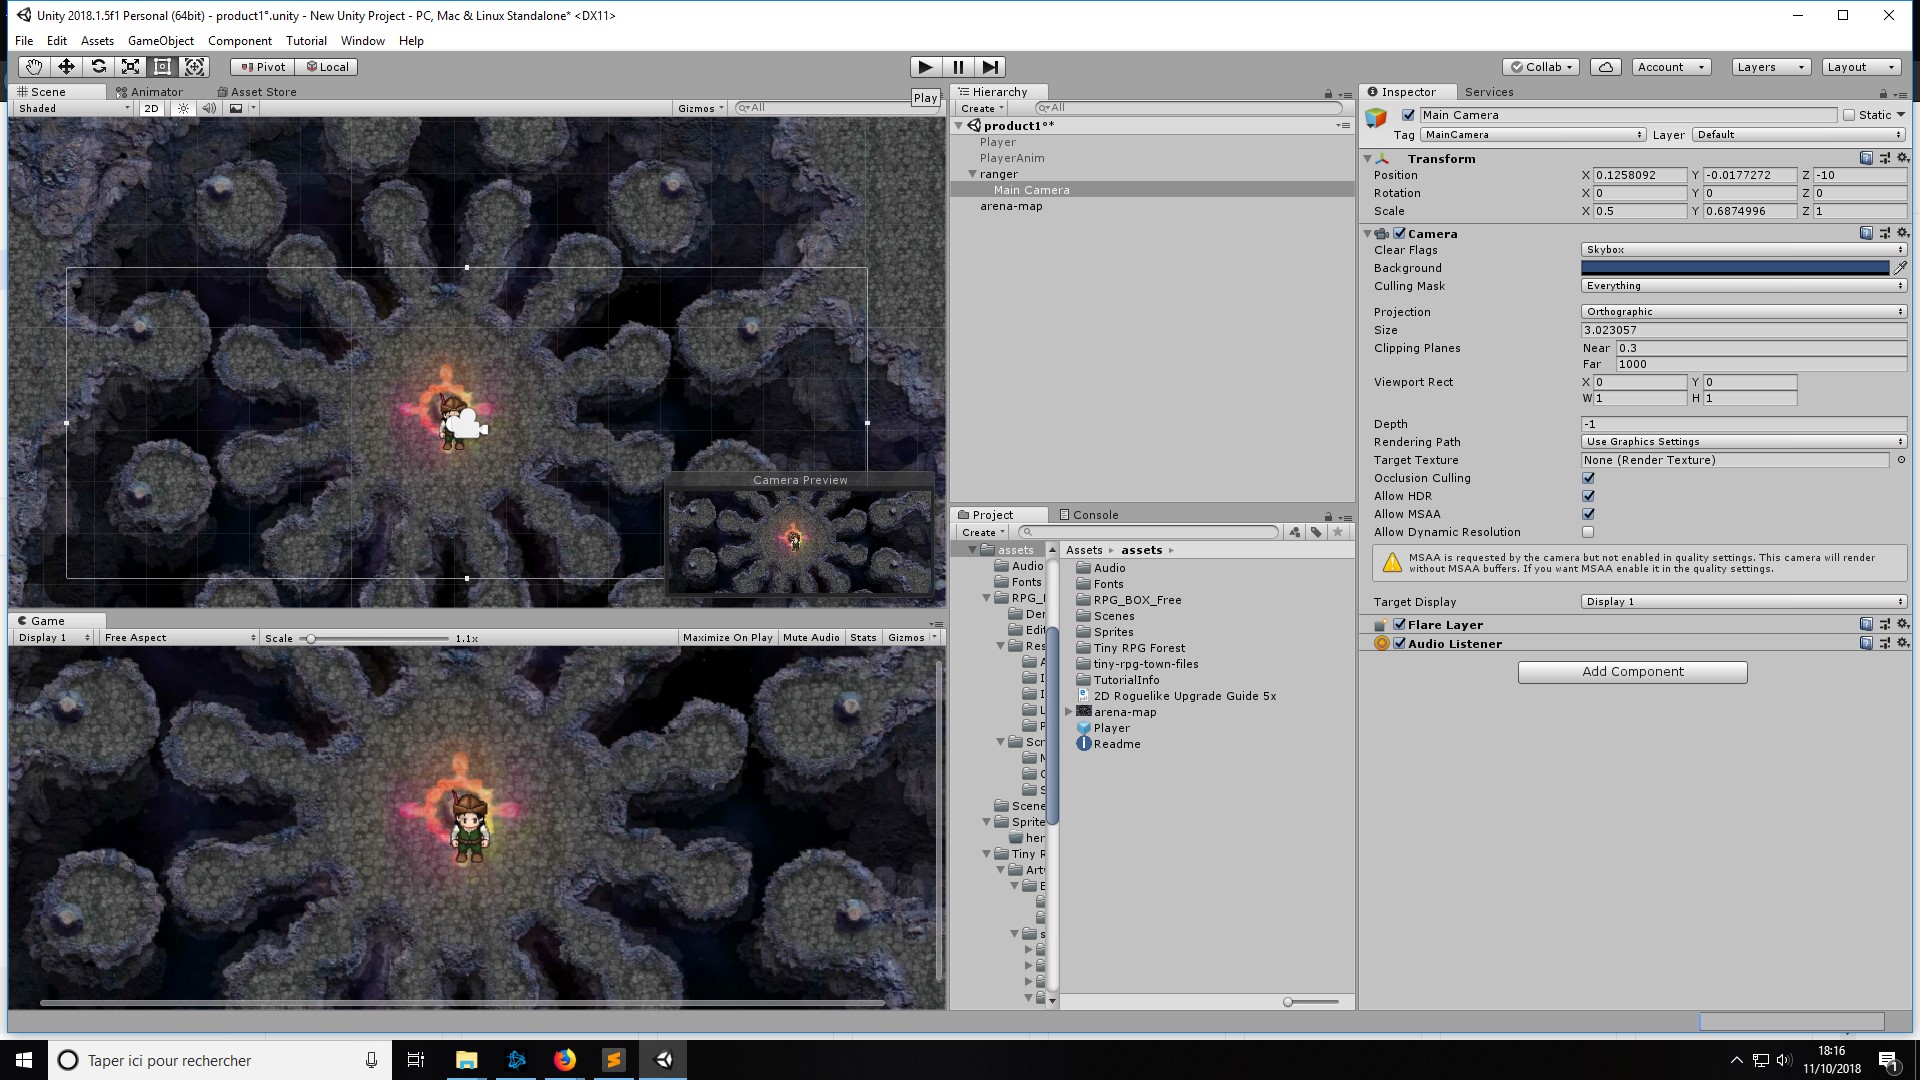 Unity 2018.1.5f1 Personal (64bit) - product1°.unity - New Unity Project - PC, Mac & Linux Standalone* <DX11>
File Edit Assets GameObject Component Tutorial Window Help
Pivot Local
Collab Account Layers Layout
Scene Animator Asset Store
Shaded 2D Gizmos All
Play
Camera Preview
Game
Display 1 Free Aspect Scale 1.1x Maximize On Play Mute Audio Stats Gizmos
Hierarchy
Create All
product1°*
Player
PlayerAnim
ranger
Main Camera
arena-map
Project Console
Create
assets
Audio
Fonts
RPG_
Der
Edit
Res
Scr
Scene
Sprite
her
Tiny R
Art
Assets assets
Audio
Fonts
RPG_BOX_Free
Scenes
Sprites
Tiny RPG Forest
tiny-rpg-town-files
TutorialInfo
2D Roguelike Upgrade Guide 5x
arena-map
Player
Readme
Inspector Services
Main Camera Static
Tag MainCamera Layer Default
Transform
Position X 0.1258092 Y -0.0177272 Z -10
Rotation X 0 Y 0 Z 0
Scale X 0.5 Y 0.6874996 Z 1
Camera
Clear Flags Skybox
Background
Culling Mask Everything
Projection Orthographic
Size 3.023057
Clipping Planes Near 0.3
Far 1000
Viewport Rect X 0 Y 0
W 1 H 1
Depth -1
Rendering Path Use Graphics Settings
Target Texture None (Render Texture)
Occlusion Culling
Allow HDR
Allow MSAA
Allow Dynamic Resolution
MSAA is requested by the camera but not enabled in quality settings. This camera will render
without MSAA buffers. If you want MSAA enable it in the quality settings.
Target Display Display 1
Flare Layer
Audio Listener
Add Component
Taper ici pour rechercher
18:16
11/10/2018
1